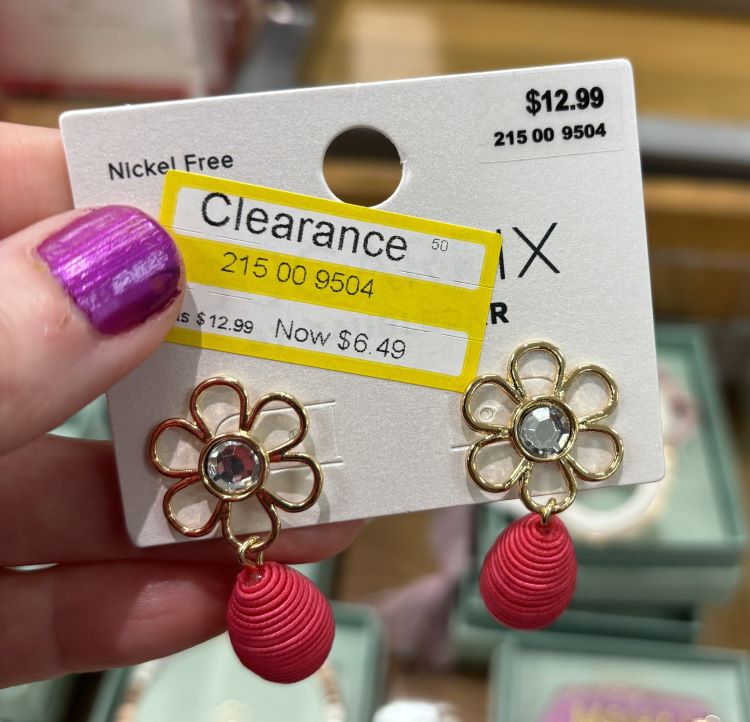 $12.99
215 00 9504
Nickel Free
Clearance 50
215 00 9504
$12.99 Now $6.49